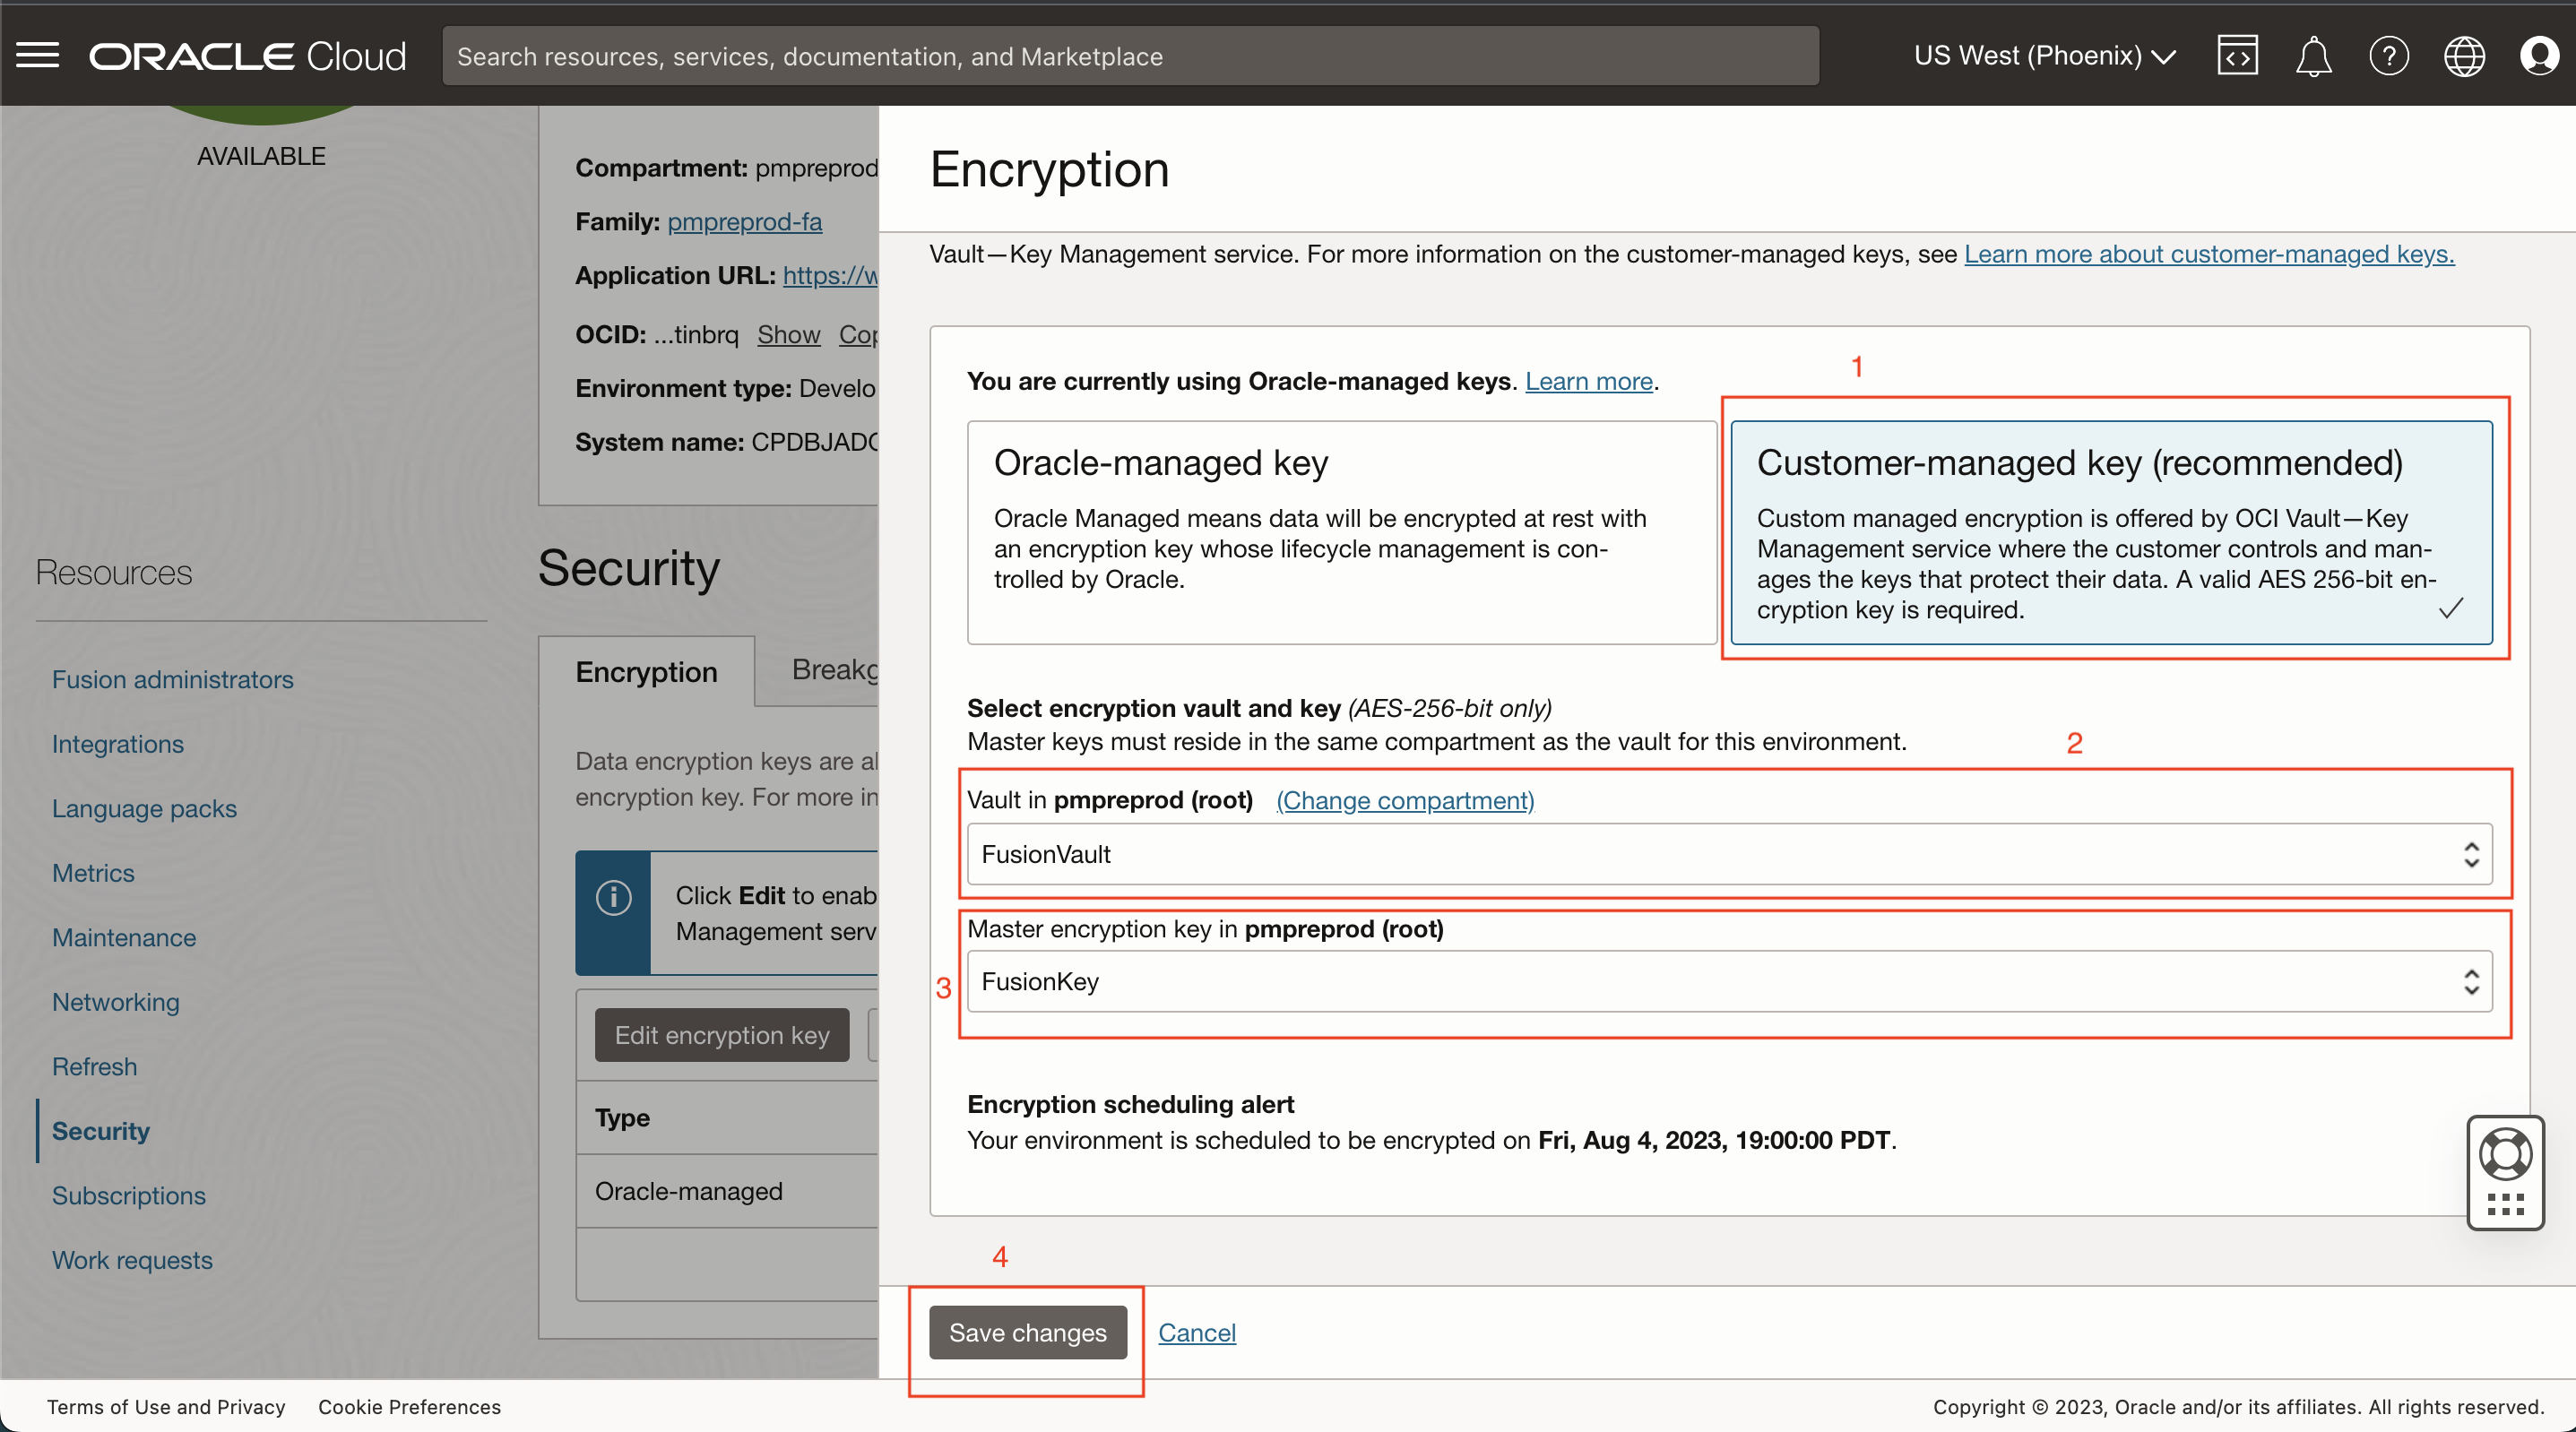 ORACLE Cloud
Search resources, services, documentation, and Marketplace
US West (Phoenix)
AVAILABLE
Resources
Fusion administrators
Integrations
Language packs
Metrics
Maintenance
Networking
Refresh
Security
Subscriptions
Work requests
Compartment: pmpreprod
Family: pmpreprod-fa
Application URL: https://w
OCID: ...tinbrq Show Cop
Environment type: Develo
System name: CPDBJADC
Security
Encryption
Breakg
Data encryption keys are al
encryption key. For more in
Click Edit to enab
Management serv
Edit encryption key
Type
Oracle-managed
Encryption
Vault—Key Management service. For more information on the customer-managed keys, see Learn more about customer-managed keys.
You are currently using Oracle-managed keys. Learn more.
1
Oracle-managed key
Oracle Managed means data will be encrypted at rest with
an encryption key whose lifecycle management is con-
trolled by Oracle.
Customer-managed key (recommended)
Custom managed encryption is offered by OCI Vault—Key
Management service where the customer controls and man-
ages the keys that protect their data. A valid AES 256-bit en-
cryption key is required.
Select encryption vault and key (AES-256-bit only)
Master keys must reside in the same compartment as the vault for this environment.
2
Vault in pmpreprod (root) (Change compartment)
FusionVault
Master encryption key in pmpreprod (root)
3
FusionKey
Encryption scheduling alert
Your environment is scheduled to be encrypted on Fri, Aug 4, 2023, 19:00:00 PDT.
4
Save changes
Cancel
Terms of Use and Privacy
Cookie Preferences
Copyright © 2023, Oracle and/or its affiliates. All rights reserved.